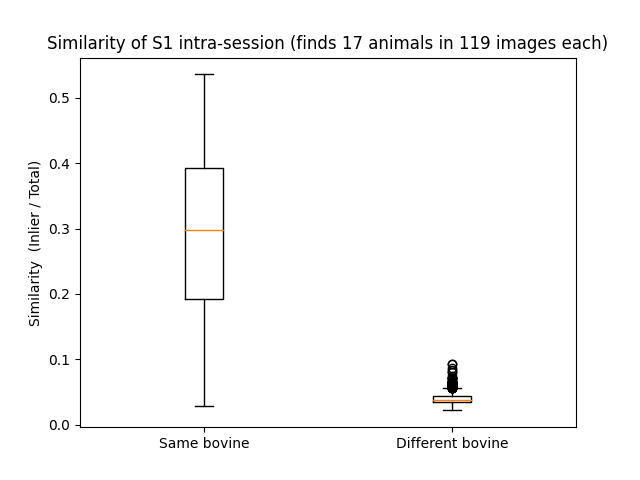 Similarity of S1 intra-session (finds 17 animals in 119 images each)
Similarity  (Inlier / Total)
0.5
0.4
0.3
0.2
0.1
0.0
Same bovine
Different bovine